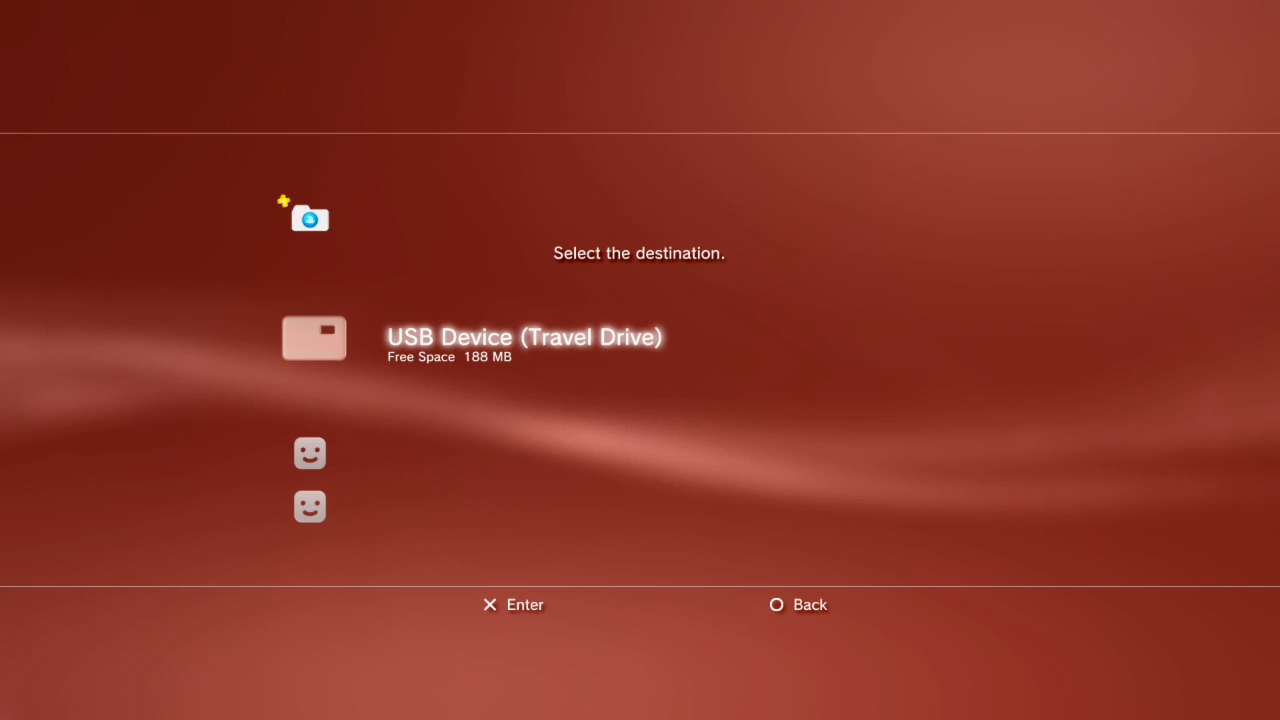 Select the destination.
USB Device (Travel Drive)
Free Space 188 MB
Enter
Back